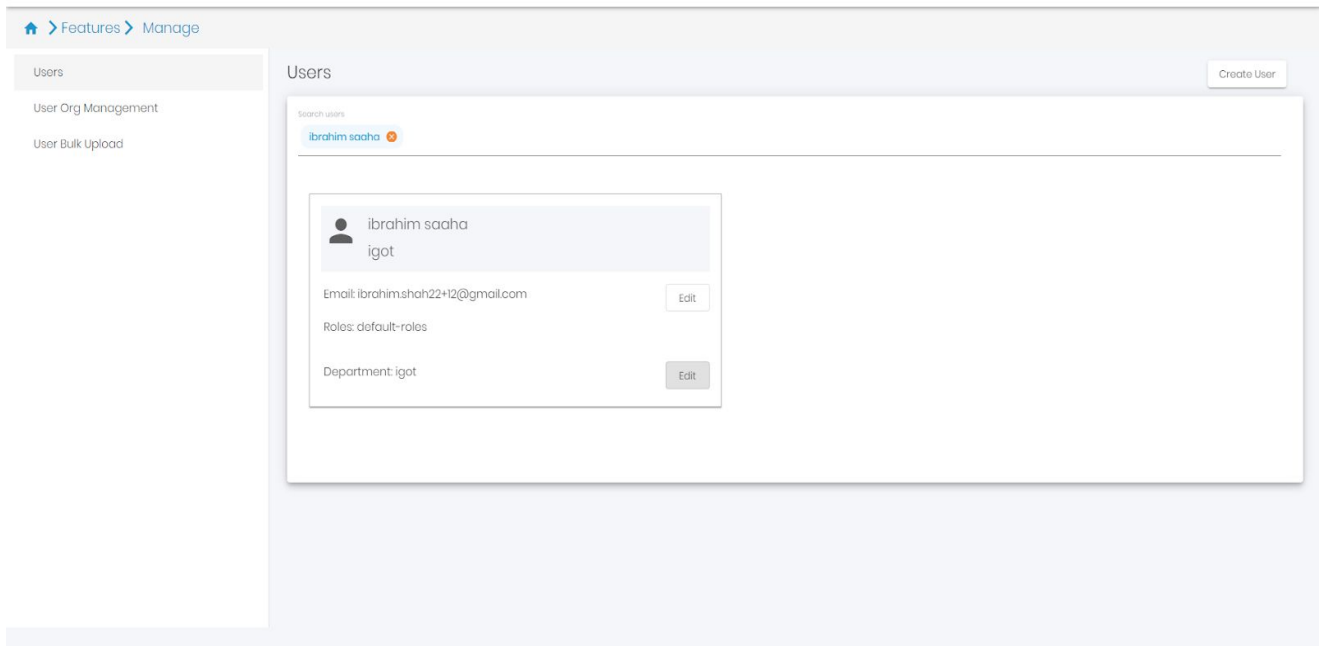 Features Manage
Users
User Org Management
User Bulk Upload
Users
Create User
Search users
ibrahim saaha
ibrahim saaha
igot
Email: ibrahim.shah22+12@gmail.com
Edit
Roles: default-roles
Department: igot
Edit